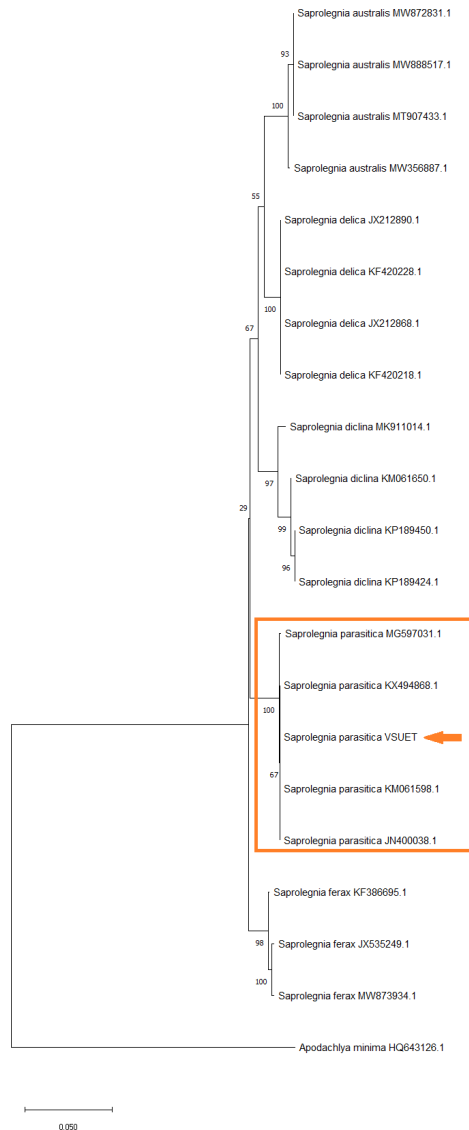 Saprolegnia australis MW872831.1
93
Saprolegnia australis MW888517.1
100
Saprolegnia australis MT907433.1
Saprolegnia australis MW356887.1
55
Saprolegnia delica JX212890.1
Saprolegnia delica KF420228.1
100
Saprolegnia delica JX212868.1
67
Saprolegnia delica KF420218.1
Saprolegnia diclina MK911014.1
97
Saprolegnia diclina KM061650.1
29
99
Saprolegnia diclina KP189450.1
96
Saprolegnia diclina KP189424.1
Saprolegnia parasitica MG597031.1
Saprolegnia parasitica KX494868.1
100
Saprolegnia parasitica VSUET
67
Saprolegnia parasitica KM061598.1
Saprolegnia parasitica JN400038.1
Saprolegnia ferax KF386695.1
98
Saprolegnia ferax JX535249.1
100
Saprolegnia ferax MW873934.1
Apodachlya minima HQ643126.1
0.050